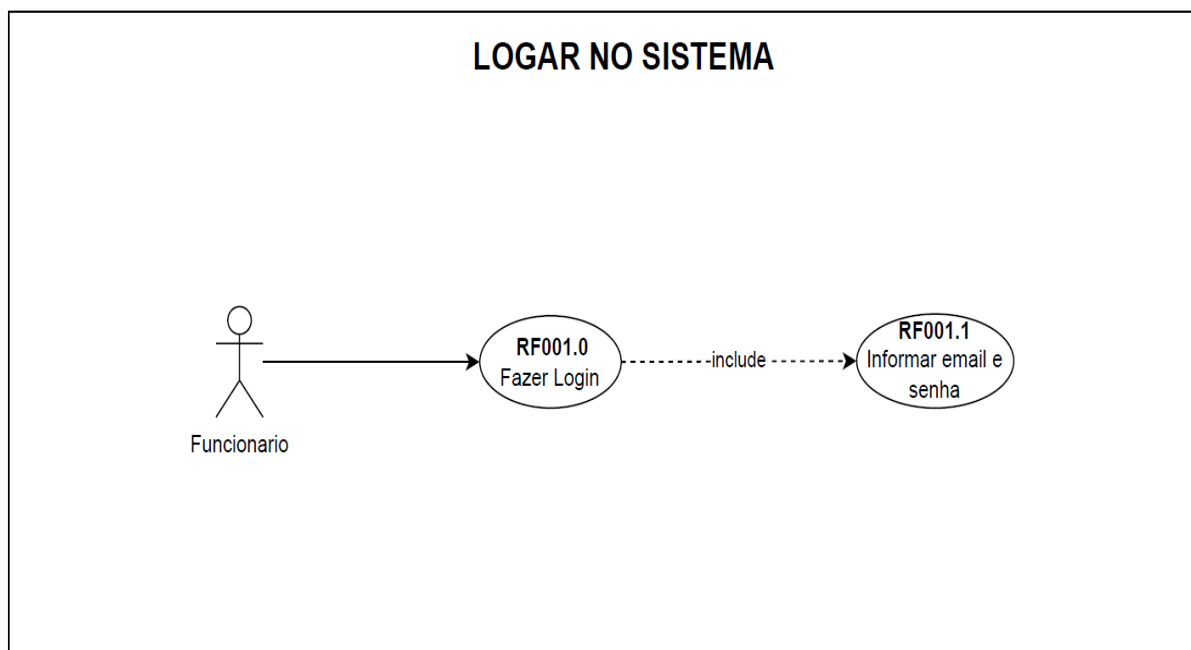 LOGAR NO SISTEMA
RF001.0
Fazer Login
include
RF001.1
Informar email e
senha
Funcionario